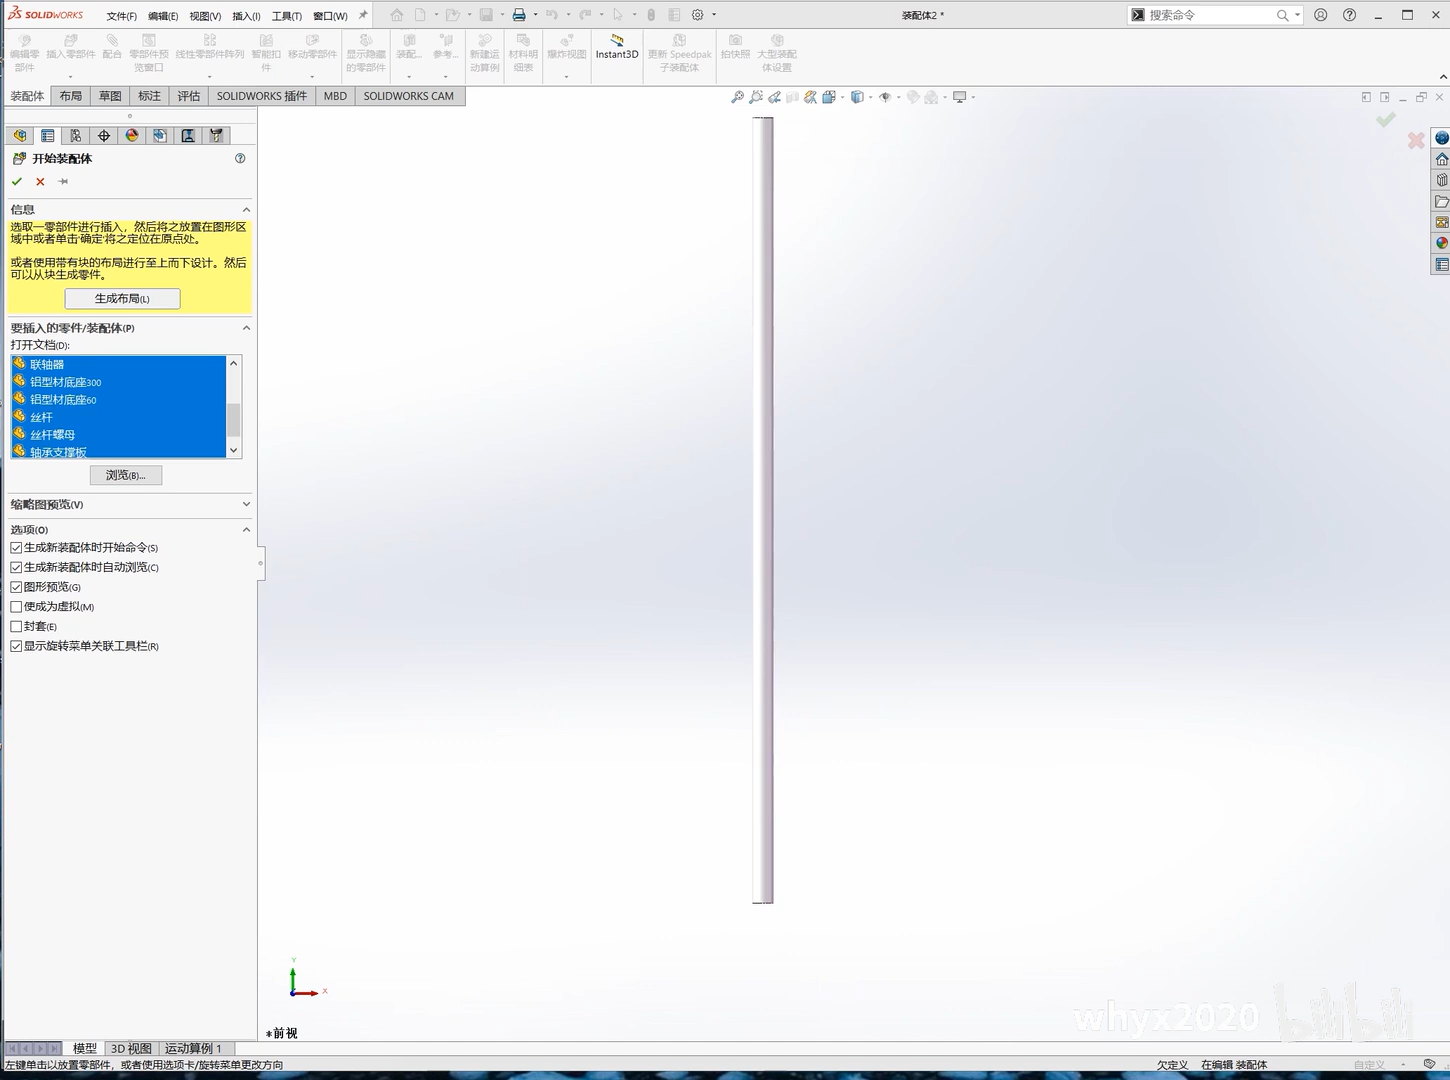 SOLIDWORKS 文件(F) 编辑(E) 视图(V) 插入(I) 工具(T) 窗口(W) 装配体2 * 搜索命令
编辑零部件 插入零部件 配合 零部件预览窗口 线性零部件阵列 智能扣件 移动零部件 显示隐藏的零部件 装配... 参考... 新建运动算例 材料明细表 爆炸视图 Instant3D 更新 Speedpak 子装配体 拍快照 大型装配体设置
装配体 布局 草图 标注 评估 SOLIDWORKS 插件 MBD SOLIDWORKS CAM
开始装配体
信息
选取一零部件进行插入，然后将之放置在图形区
域中或者单击'确定'将之定位在原点处。
或者使用带有块的布局进行至上而下设计。然后
可以从块生成零件。
生成布局(L)
要插入的零件/装配体(P)
打开文档(D):
联轴器
铝型材底座300
铝型材底座60
丝杆
丝杆螺母
轴承支撑板
浏览(B)...
缩略图预览(V)
选项(O)
生成新装配体时开始命令(S)
生成新装配体时自动浏览(C)
图形预览(G)
使成为虚拟(M)
封套(E)
显示旋转菜单关联工具栏(R)
Y
X
*前视
whyx2020 bilibili
模型 3D 视图 运动算例 1
左键单击以放置零部件，或者使用选项卡/旋转菜单更改方向 欠定义 在编辑 装配体 自定义